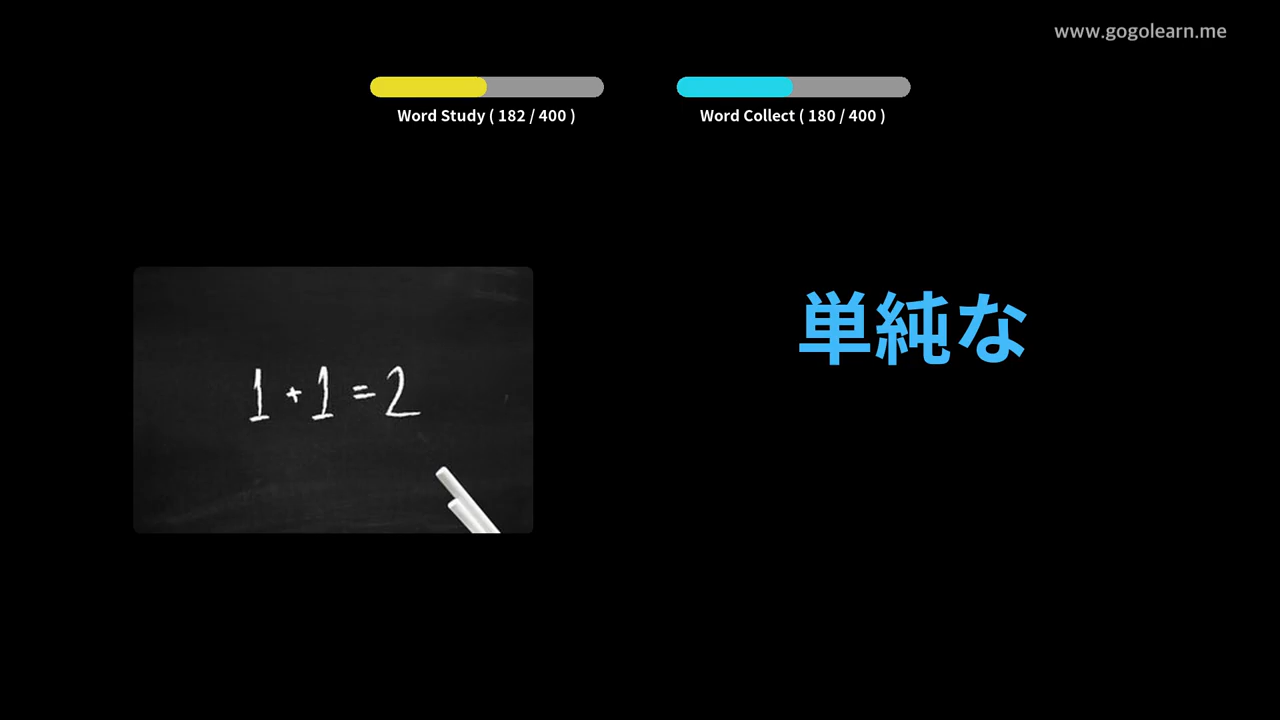 www.gogolearn.me
Word Study ( 182 / 400 )
Word Collect ( 180 / 400 )
単純な
1 + 1 = 2